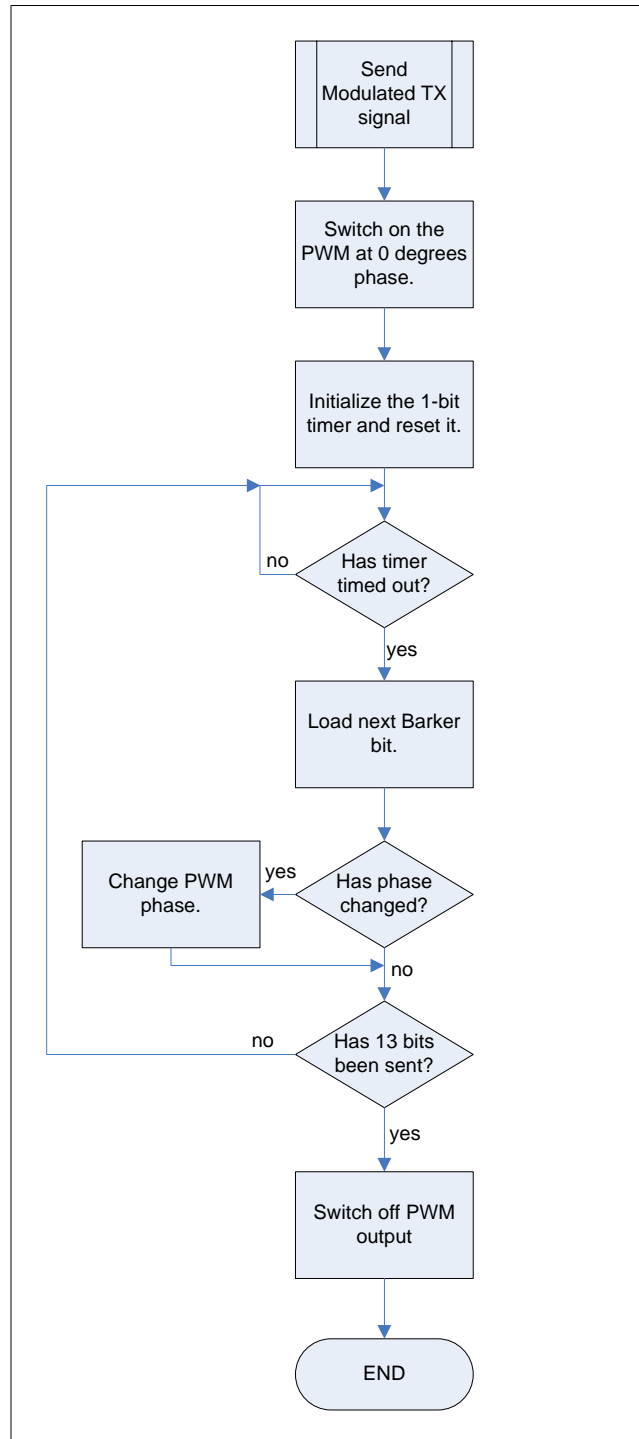 Send
Modulated TX
signal
Switch on the
PWM at 0 degrees
phase.
Initialize the 1-bit
timer and reset it.
no
Has timer
timed out?
yes
Load next Barker
bit.
Change PWM
phase.
yes
Has phase
changed?
no
no
Has 13 bits
been sent?
yes
Switch off PWM
output
END